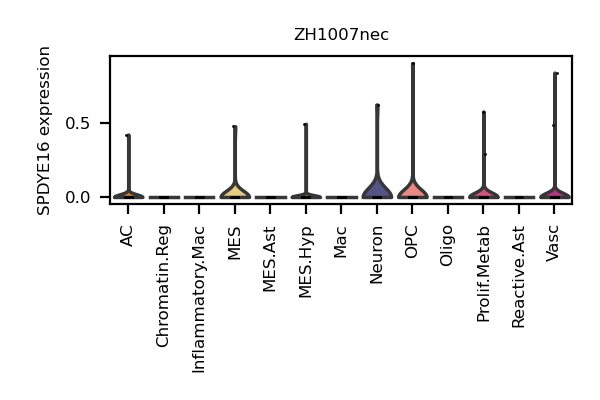 ZH1007nec
SPDYE16 expression
0.5
0.0
AC
Chromatin.Reg
Inflammatory.Mac
MES
MES.Ast
MES.Hyp
Mac
Neuron
OPC
Oligo
Prolif.Metab
Reactive.Ast
Vasc